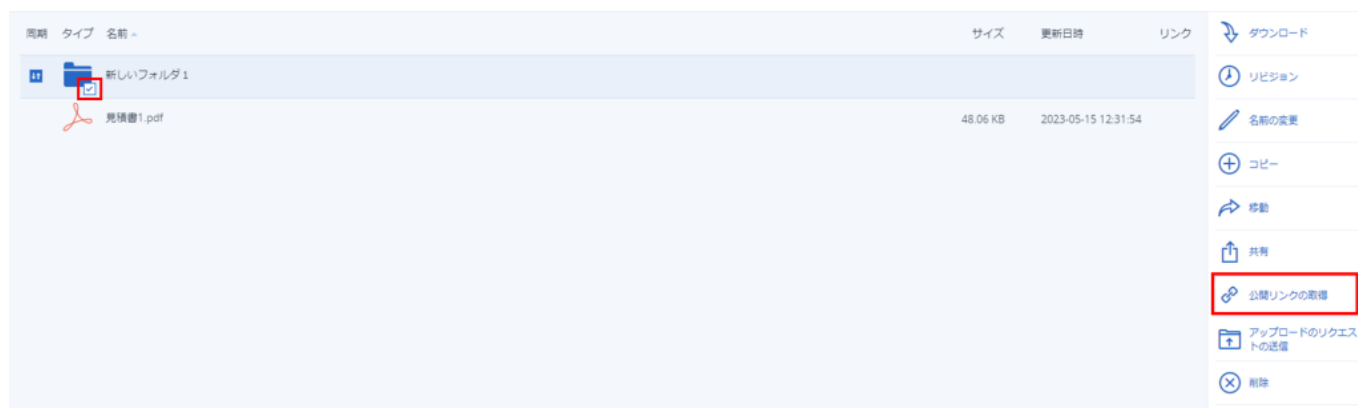 同期 タイプ 名前 サイズ 更新日時 リンク
新しいフォルダ1
見積書1.pdf 48.06 KB 2023-05-15 12:31:54
ダウンロード
リビジョン
名前の変更
コピー
移動
共有
公開リンクの取得
アップロードのリクエス
トの送信
削除